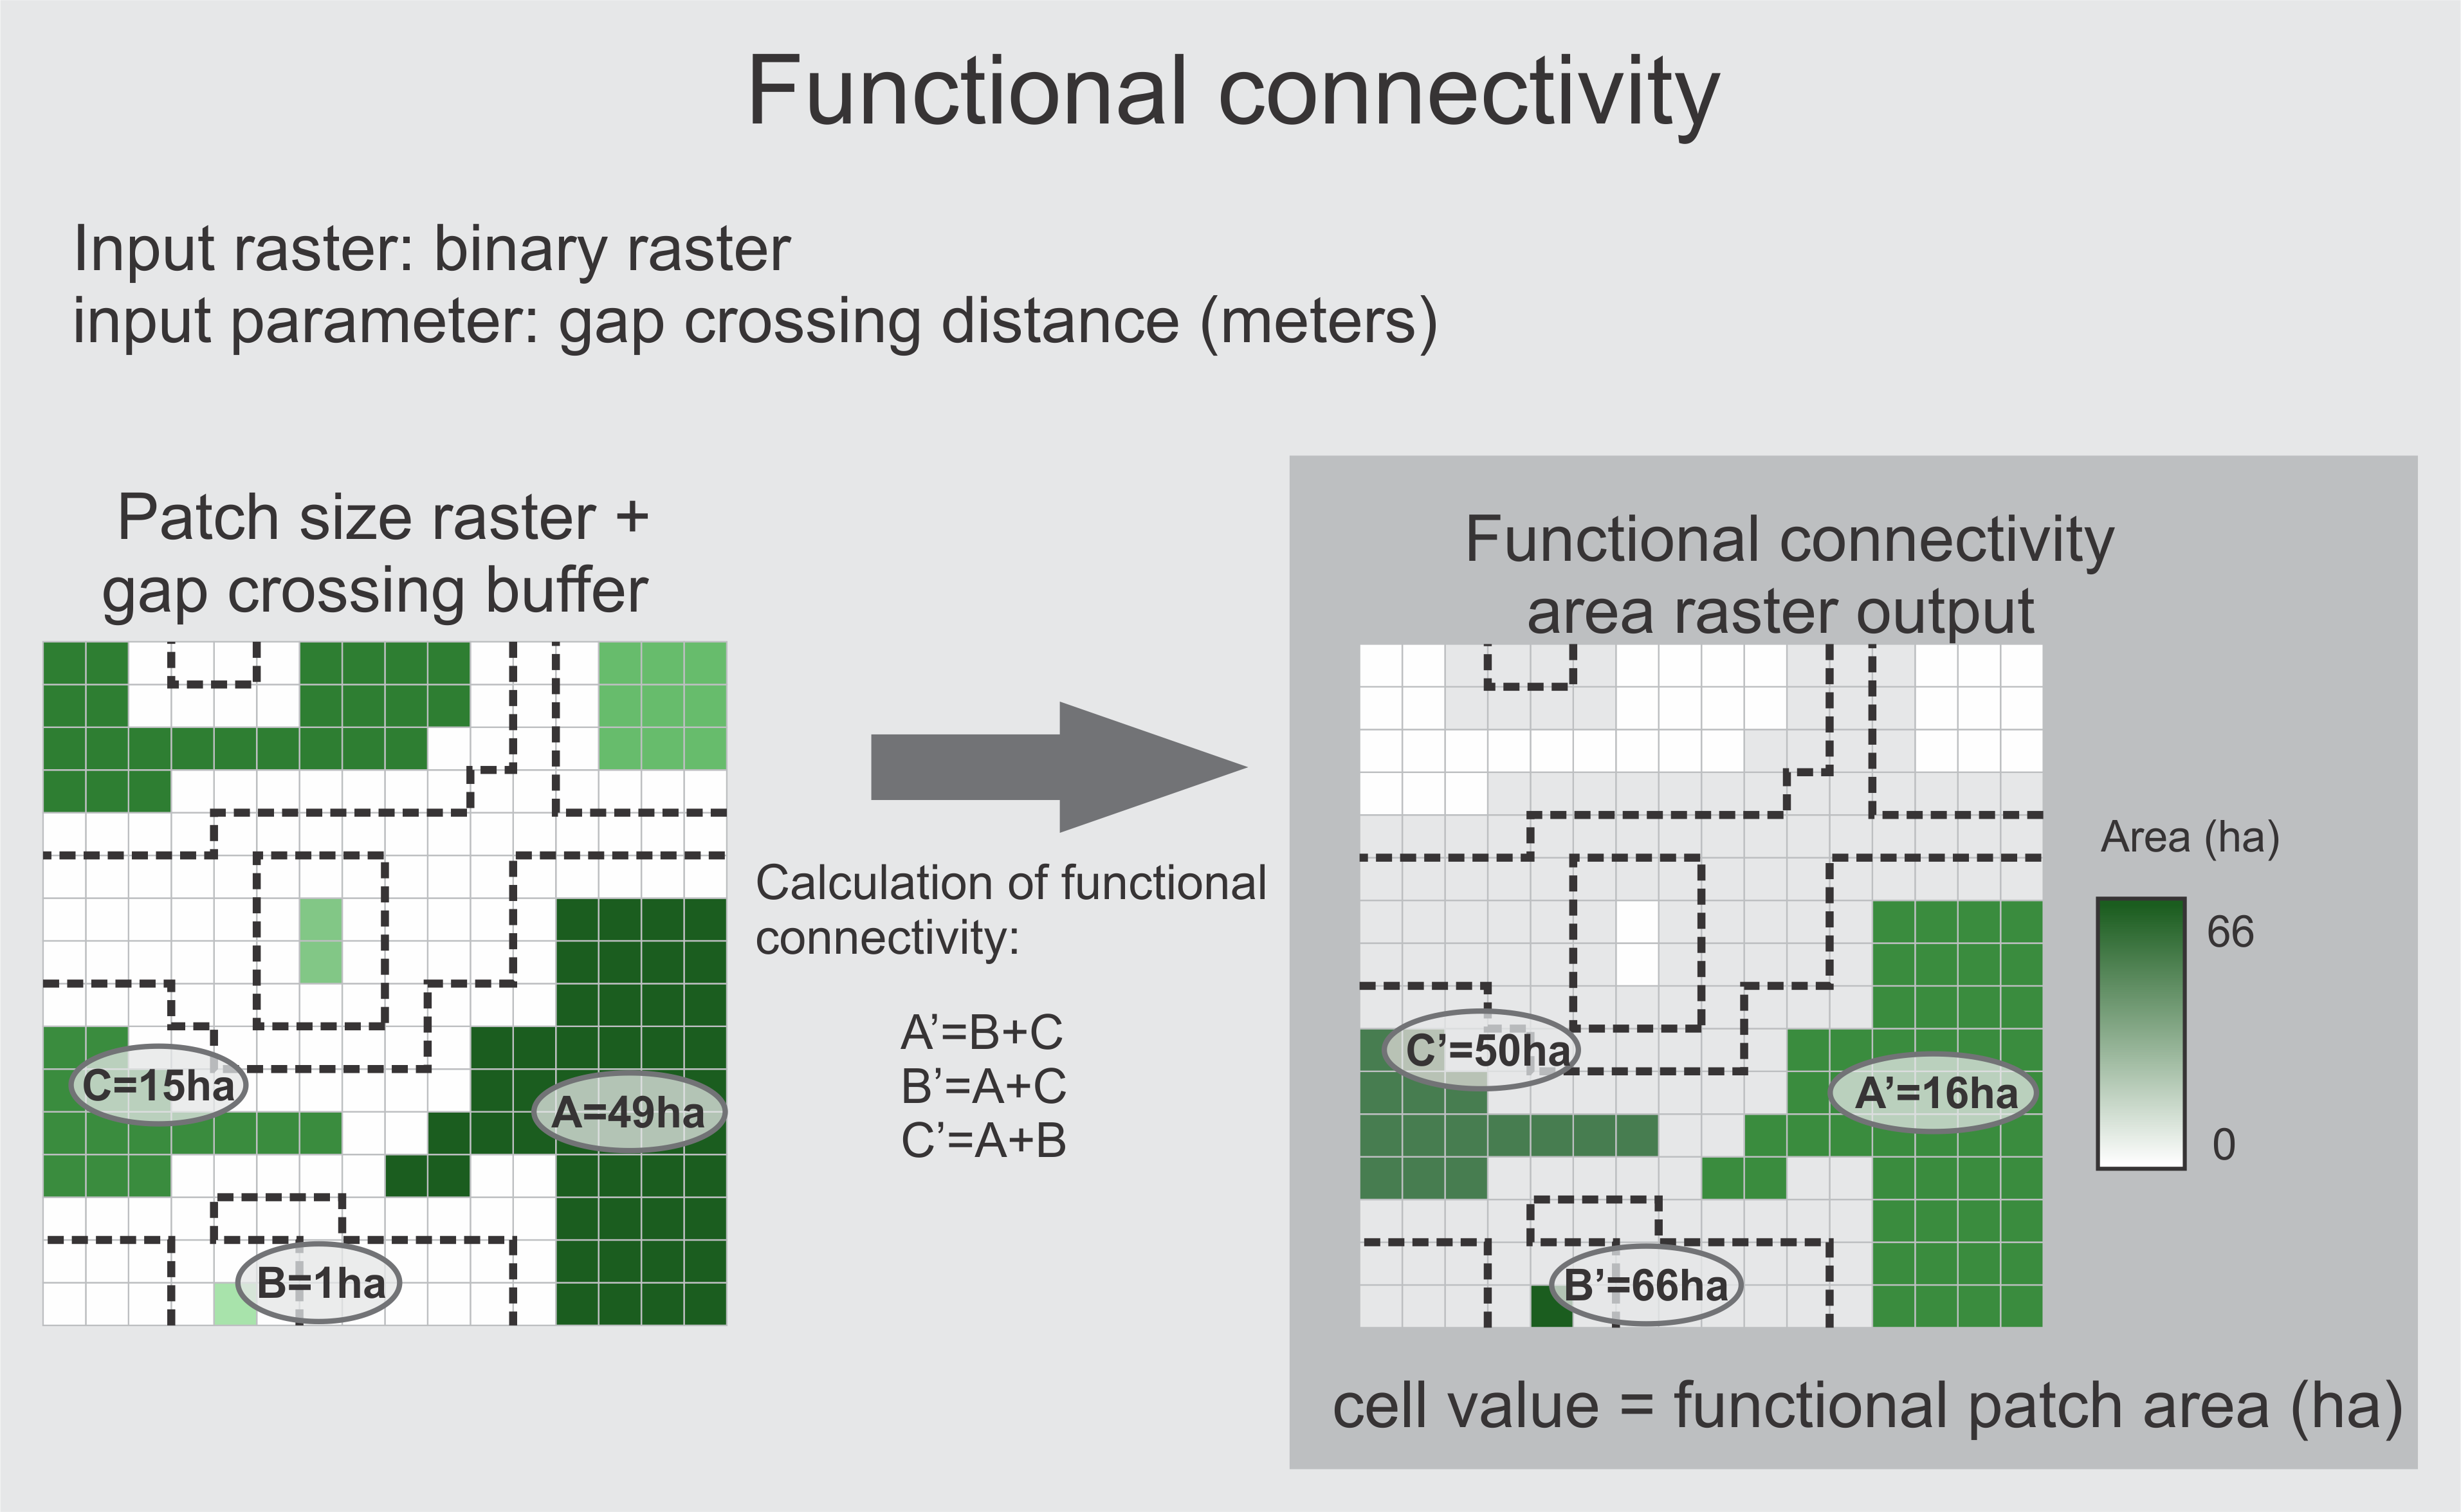 Functional connectivity
Input raster: binary raster
input parameter: gap crossing distance (meters)
Patch size raster +
gap crossing buffer
C=15ha
A=49ha
B=1ha
Calculation of functional
connectivity:
A’=B+C
B’=A+C
C’=A+B
Functional connectivity
area raster output
C’=50ha
A’=16ha
B’=66ha
Area (ha)
66
0
cell value = functional patch area (ha)